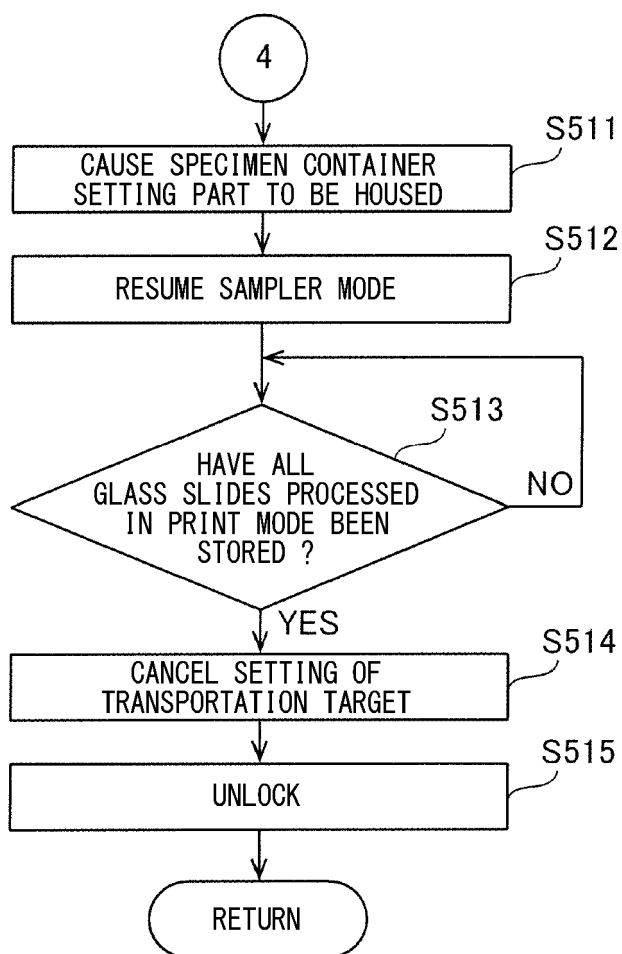 4
S511
CAUSE SPECIMEN CONTAINER
SETTING PART TO BE HOUSED
S512
RESUME SAMPLER MODE
S513
HAVE ALL
GLASS SLIDES PROCESSED
IN PRINT MODE BEEN
STORED ?
NO
YES
S514
CANCEL SETTING OF
TRANSPORTATION TARGET
S515
UNLOCK
RETURN